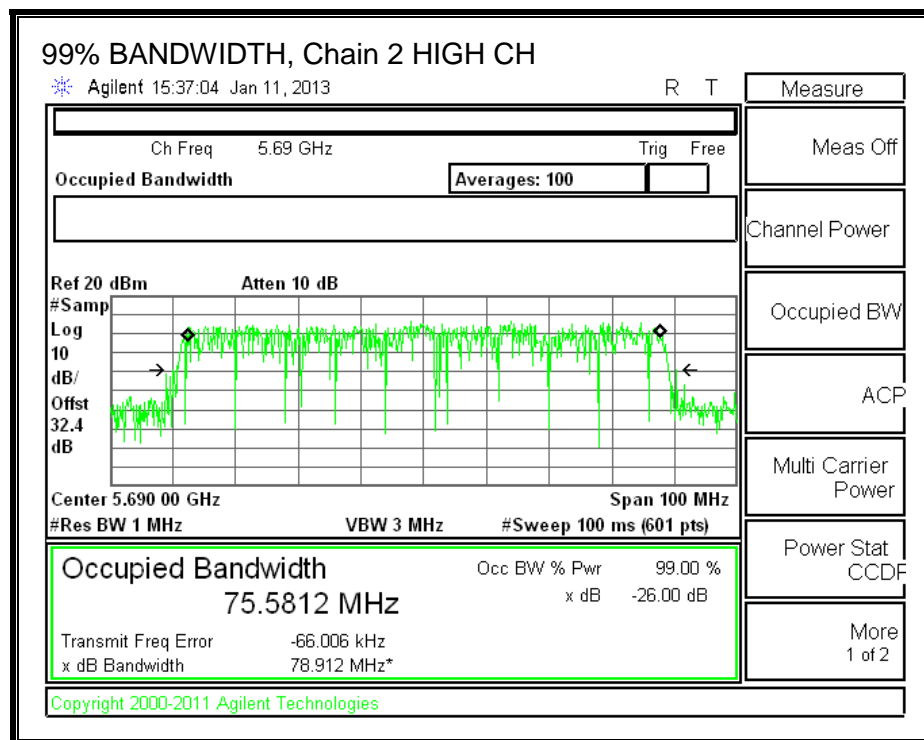 99% BANDWIDTH, Chain 2 HIGH CH
Agilent 15:37:04 Jan 11, 2013 R T
Measure
Ch Freq 5.69 GHz Trig Free
Meas Off
Occupied Bandwidth Averages: 100
Channel Power
Ref 20 dBm Atten 10 dB
#Samp
Log
10
dB/
Offst
32.4
dB
Occupied BW
ACP
Center 5.690 00 GHz Span 100 MHz
#Res BW 1 MHz VBW 3 MHz #Sweep 100 ms (601 pts)
Multi Carrier
Power
Occupied Bandwidth Occ BW % Pwr 99.00 %
75.5812 MHz x dB -26.00 dB
Power Stat
CCDF
Transmit Freq Error -66.006 kHz
x dB Bandwidth 78.912 MHz*
More
1 of 2
Copyright 2000-2011 Agilent Technologies